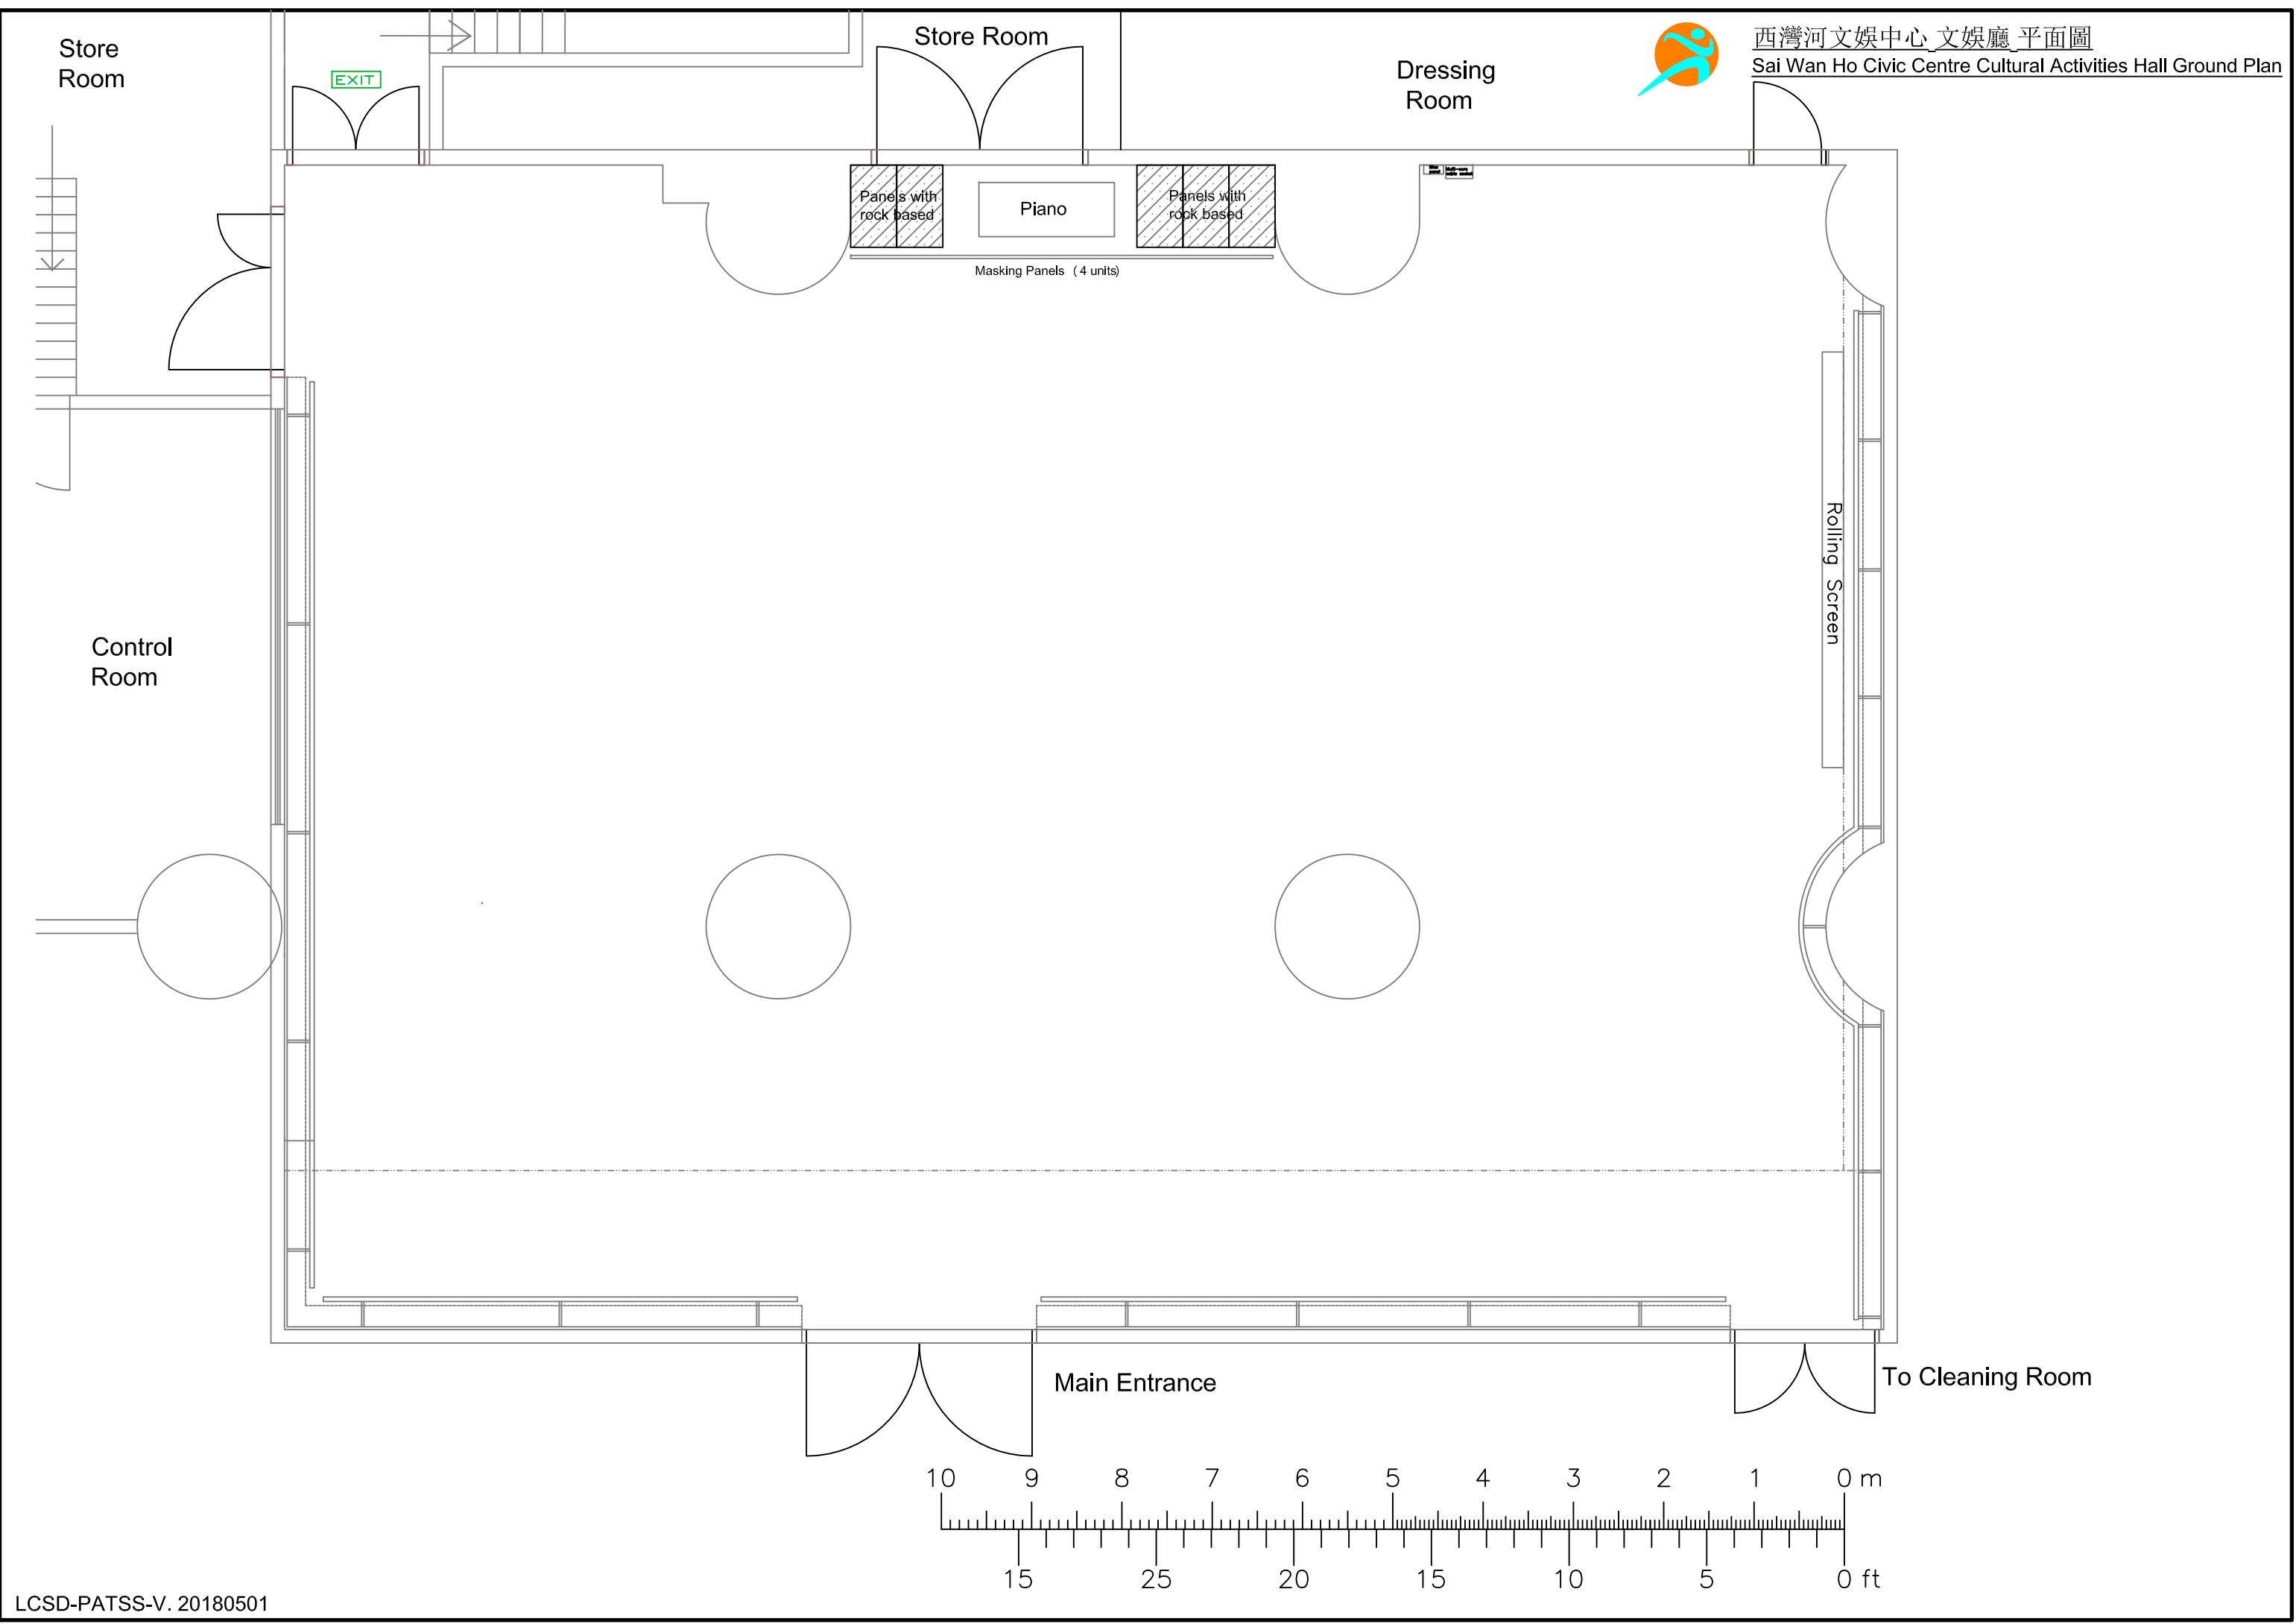 Store
Room
EXIT
Store Room
Dressing
Room
西灣河文娛中心 文娛廳 平面圖
Sai Wan Ho Civic Centre Cultural Activities Hall Ground Plan
Panels with
rock based
Piano
Panels with
rock based
Masking Panels ( 4 units)
Rolling Screen
Control
Room
Main Entrance
To Cleaning Room
10 9 8 7 6 5 4 3 2 1 0 m
15 25 20 15 10 5 0 ft
LCSD-PATSS-V. 20180501